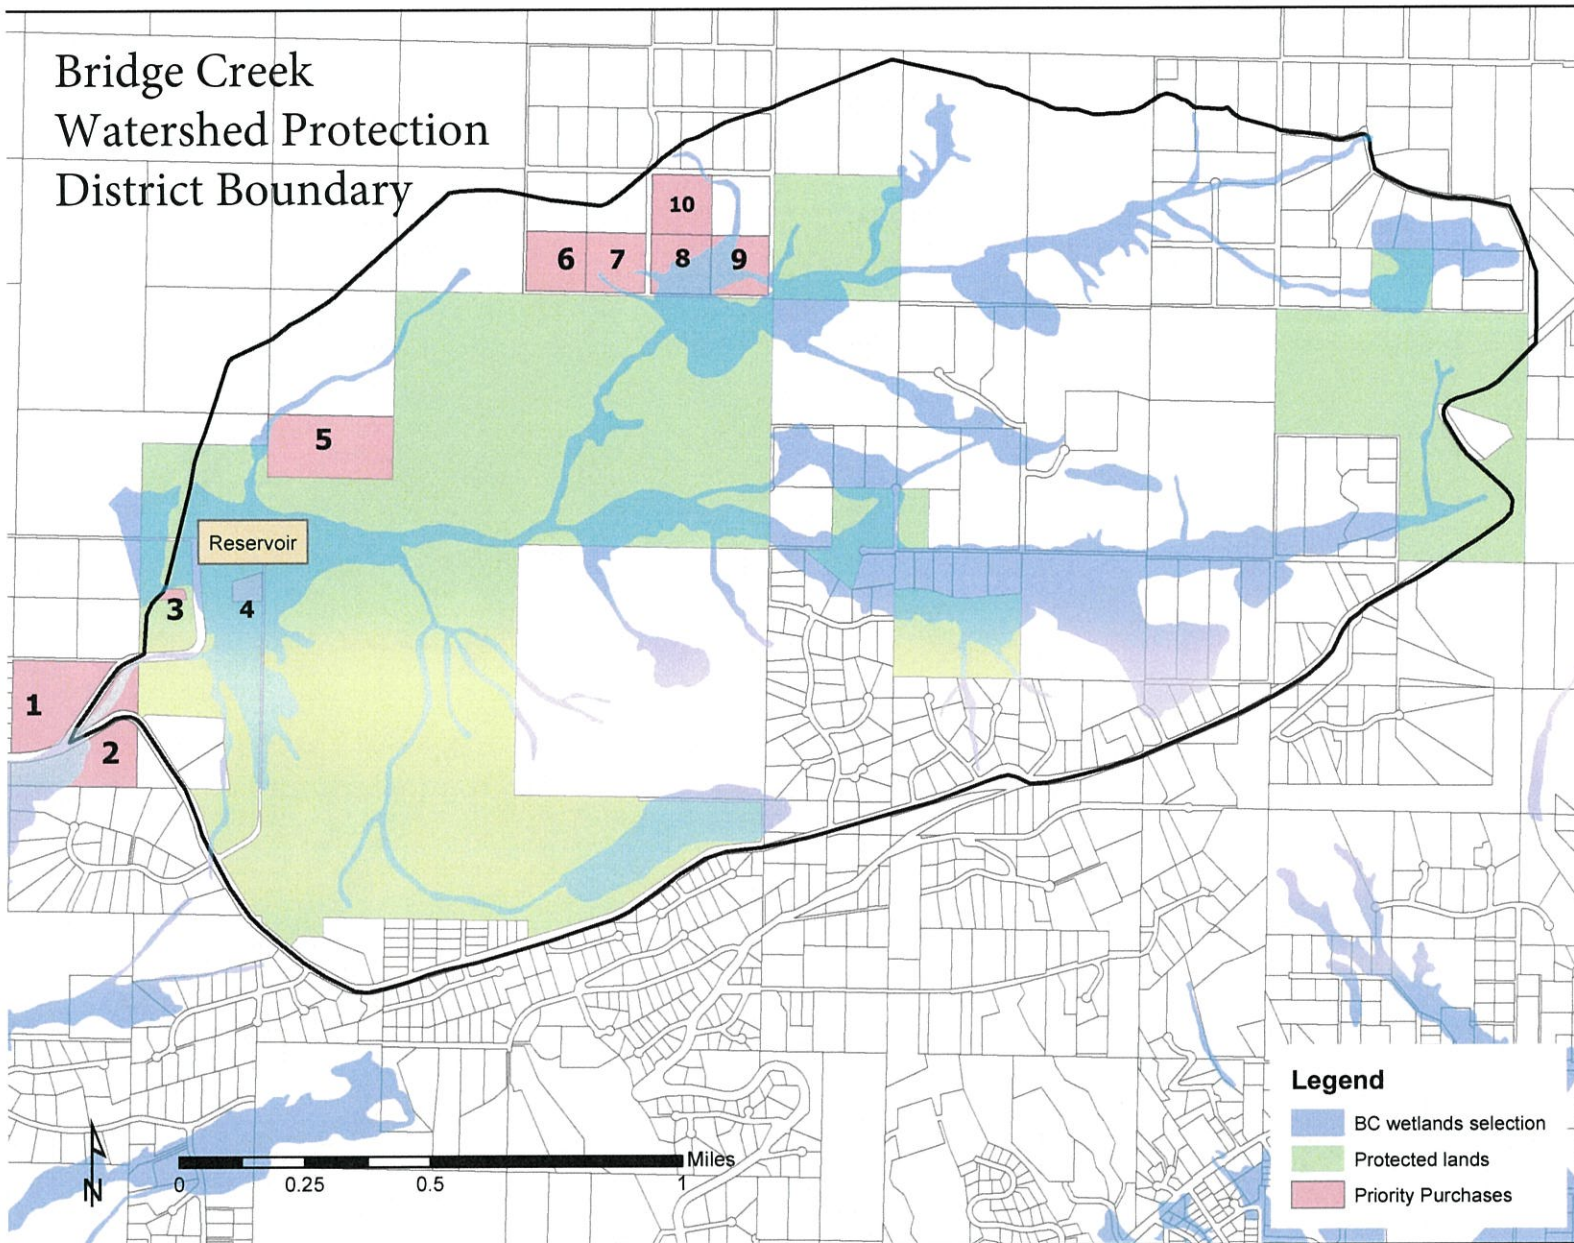 Bridge Creek
Watershed Protection
District Boundary
10
6
7
8
9
5
Reservoir
3
4
1
2
Legend
BC wetlands selection
Protected lands
Priority Purchases
Miles
0
0.25
0.5
1
N